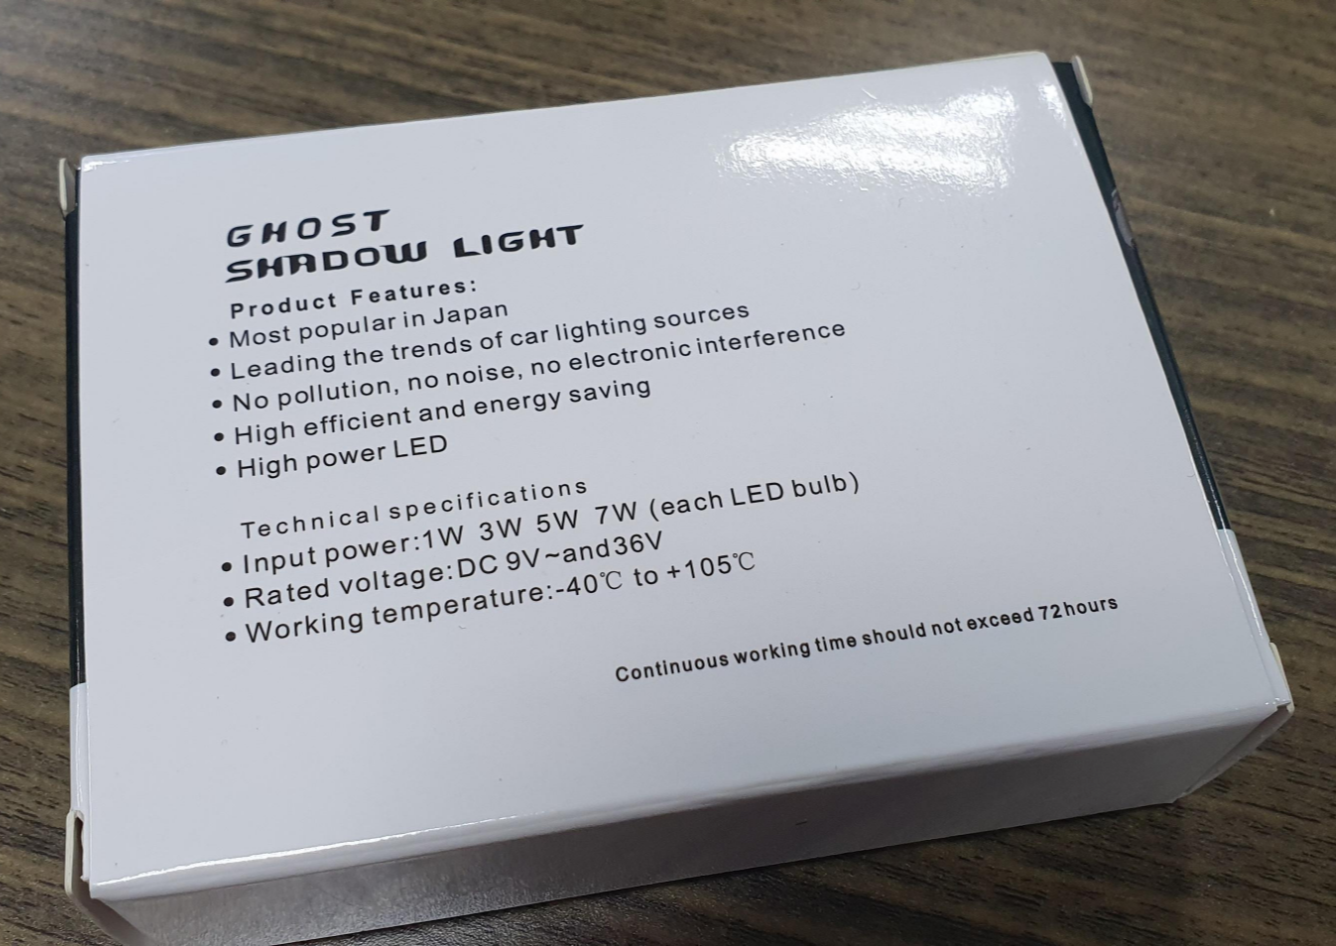 GHOST
SHADOW LIGHT
Product Features:
• Most popular in Japan
• Leading the trends of car lighting sources
• No pollution, no noise, no electronic interference
• High efficient and energy saving
• High power LED
Technical specifications
• Input power:1W 3W 5W 7W (each LED bulb)
• Rated voltage:DC 9V~and36V
• Working temperature:-40℃ to +105℃
Continuous working time should not exceed 72hours